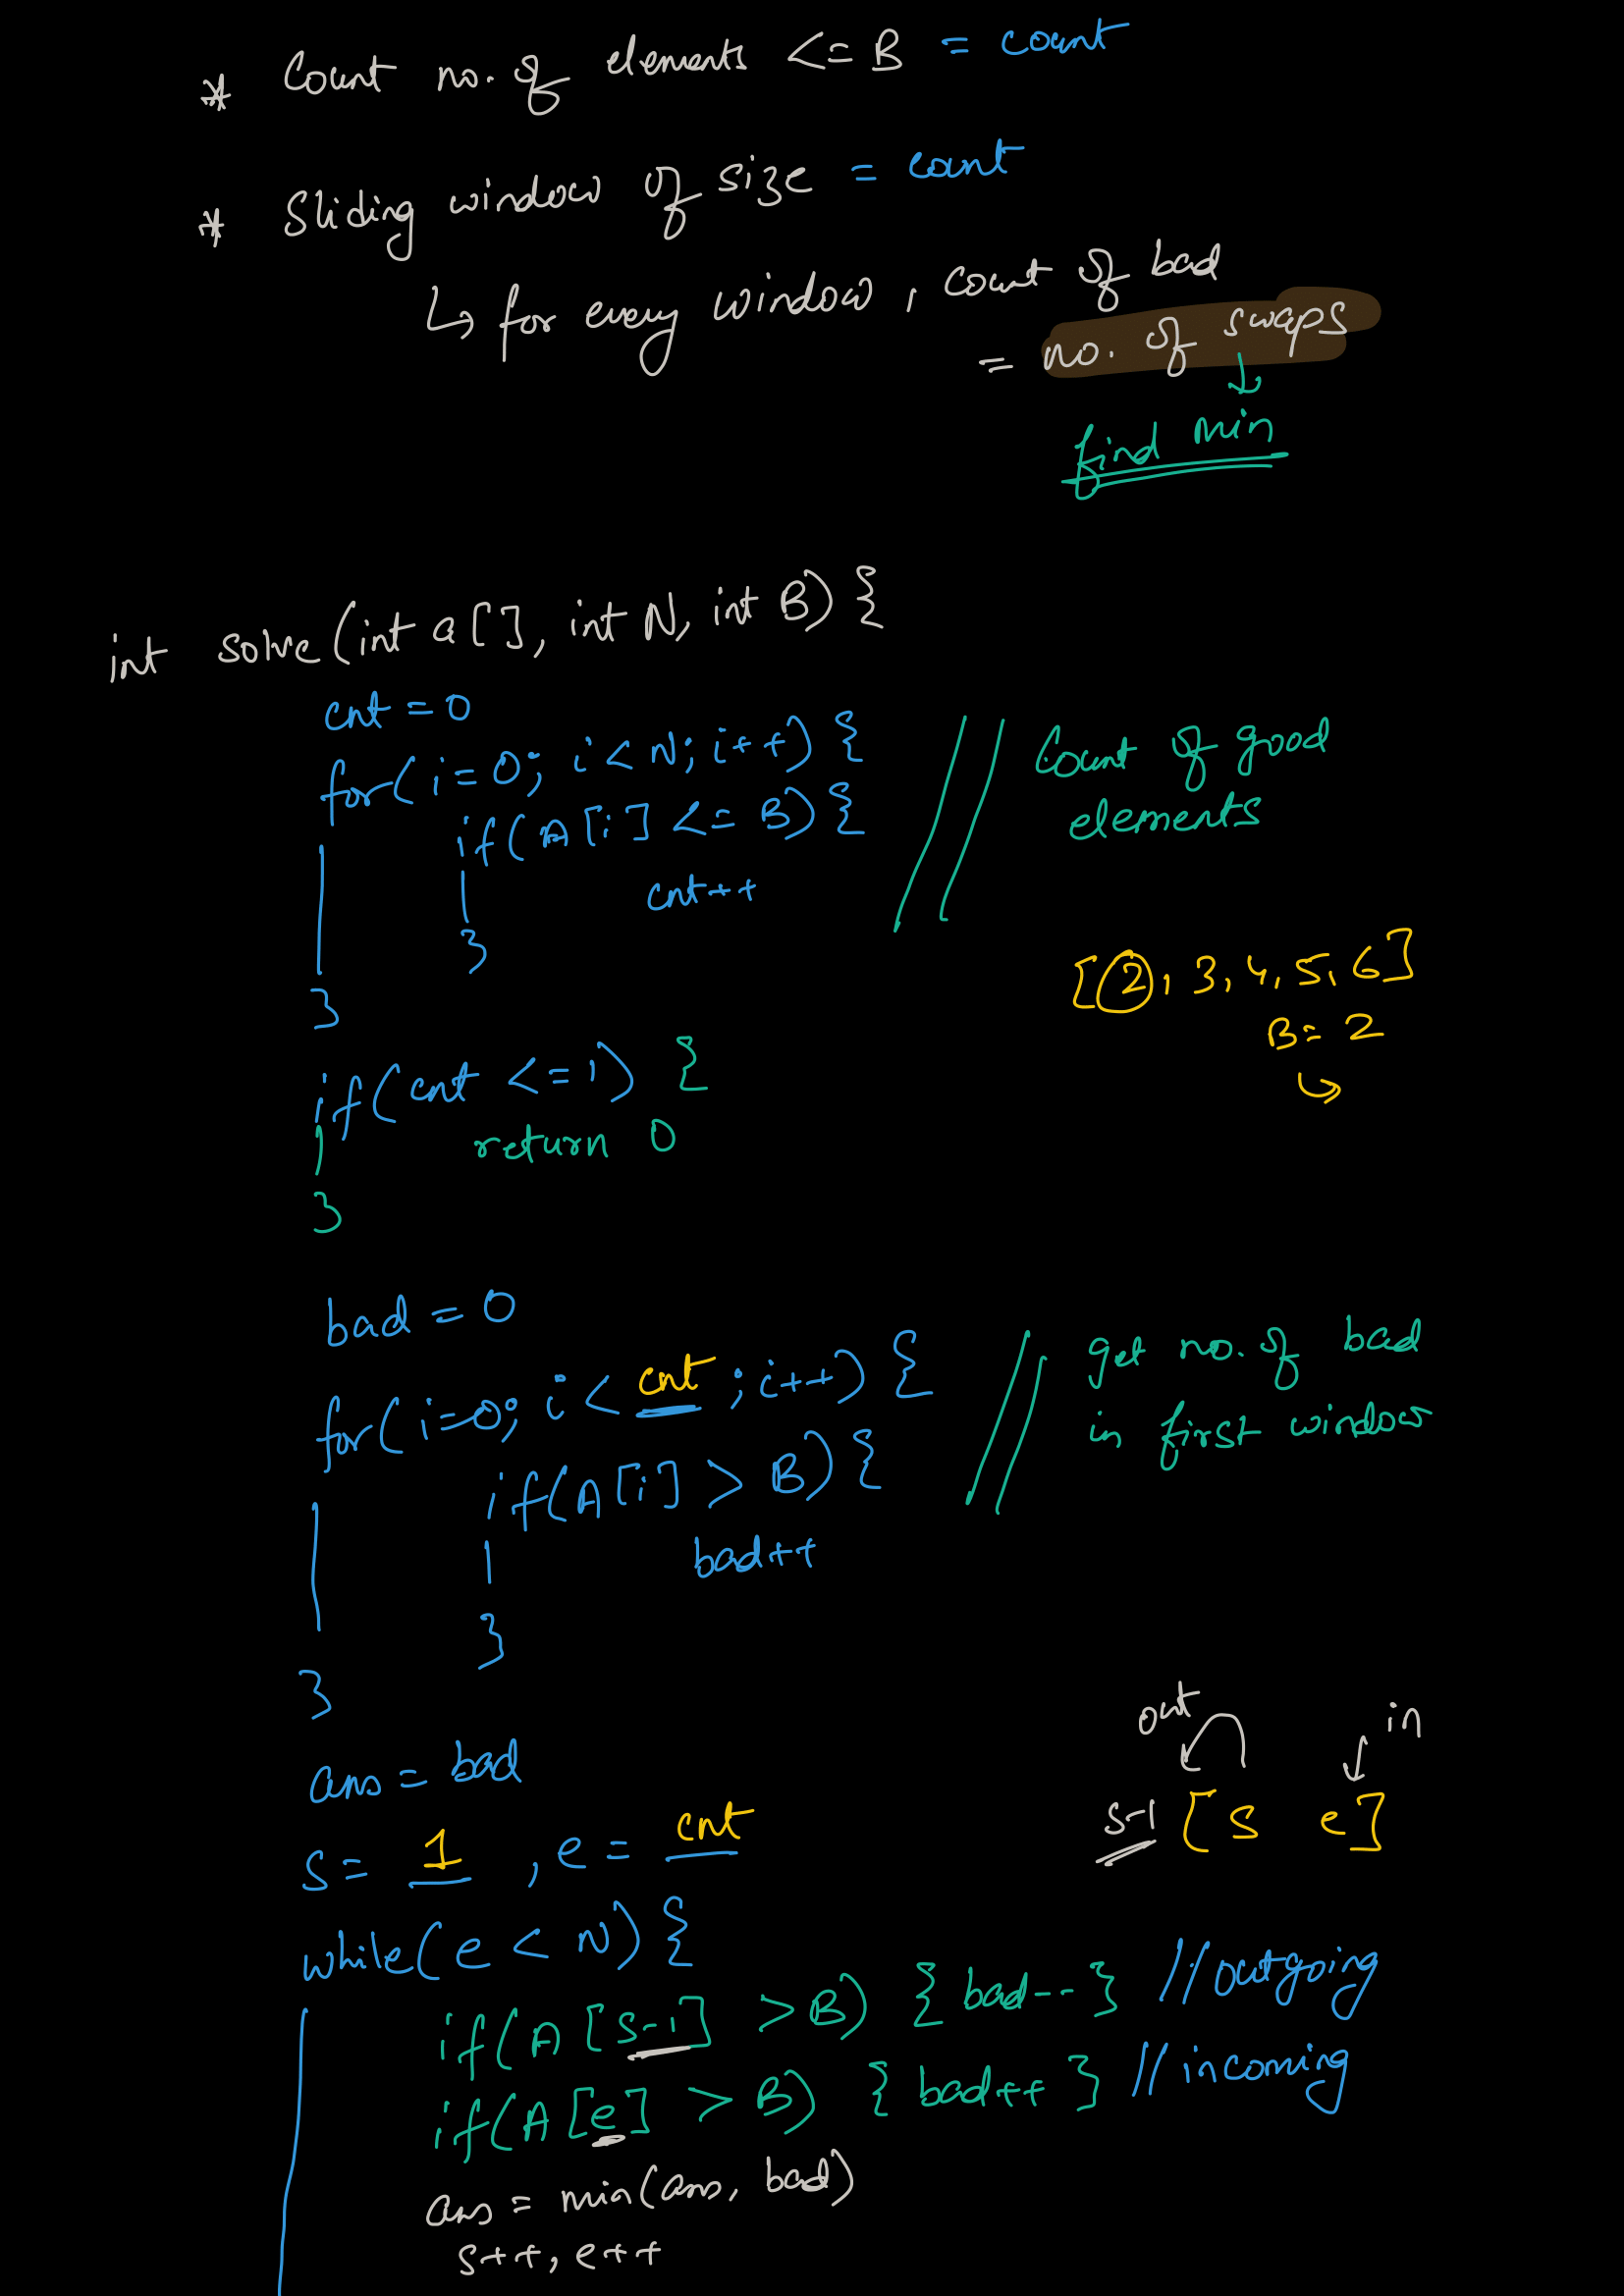 * Count no. of elements <= B = count
* Sliding window of size = count
↳ for every window, count of bad
= no. of swaps
↓
find min
int solve(int a[], int N, int B) {
cnt = 0
for(i=0; i<N; i++) {
if(A[i] <= B) {
cnt++
}
}
// Count of good
elements
[2, 3, 4, 5, 6]
B = 2
↳
if(cnt <=1) {
return 0
}
bad = 0
for(i=0; i < cnt ; i++) {
if(A[i] > B) {
bad++
}
}
// get no. of bad
in first window
ans = bad
s = 1 , e = cnt
out in
s-1 [ s e ]
while(e < N) {
if(A[s-1] > B) { bad-- } // outgoing
if(A[e] > B) { bad++ } // incoming
ans = min(ans, bad)
s++, e++